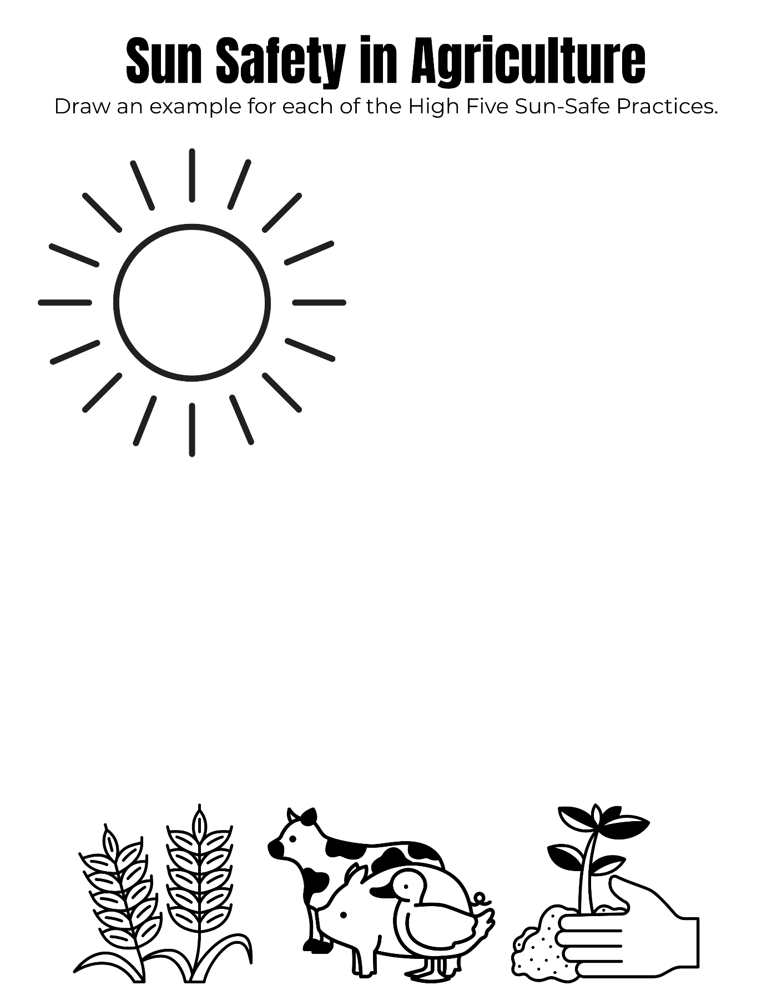 Sun Safety in Agriculture
Draw an example for each of the High Five Sun-Safe Practices.